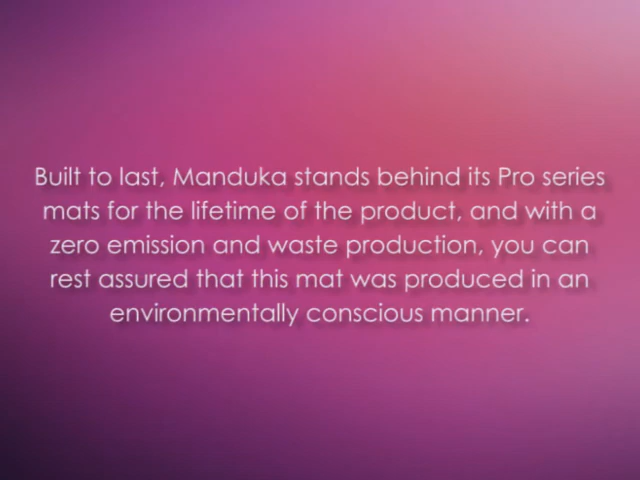 Built to last, Manduka stands behind its Pro series
mats for the lifetime of the product, and with a
zero emission and waste production, you can
rest assured that this mat was produced in an
environmentally conscious manner.